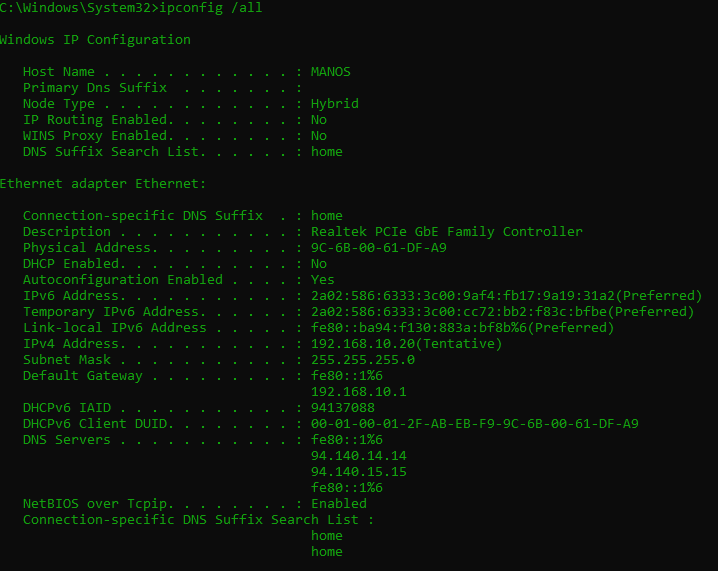 C:\Windows\System32>ipconfig /all
Windows IP Configuration
Host Name . . . . . . . . . . . . : MANOS
Primary Dns Suffix  . . . . . . . :
Node Type . . . . . . . . . . . . : Hybrid
IP Routing Enabled. . . . . . . . : No
WINS Proxy Enabled. . . . . . . . : No
DNS Suffix Search List. . . . . . : home
Ethernet adapter Ethernet:
Connection-specific DNS Suffix  . : home
Description . . . . . . . . . . . : Realtek PCIe GbE Family Controller
Physical Address. . . . . . . . . : 9C-6B-00-61-DF-A9
DHCP Enabled. . . . . . . . . . . : No
Autoconfiguration Enabled . . . . : Yes
IPv6 Address. . . . . . . . . . . : 2a02:586:6333:3c00:9af4:fb17:9a19:31a2(Preferred)
Temporary IPv6 Address. . . . . . : 2a02:586:6333:3c00:cc72:bb2:f83c:bfbe(Preferred)
Link-local IPv6 Address . . . . . : fe80::ba94:f130:883a:bf8b%6(Preferred)
IPv4 Address. . . . . . . . . . . : 192.168.10.20(Tentative)
Subnet Mask . . . . . . . . . . . : 255.255.255.0
Default Gateway . . . . . . . . . : fe80::1%6
192.168.10.1
DHCPv6 IAID . . . . . . . . . . . : 94137088
DHCPv6 Client DUID. . . . . . . . : 00-01-00-01-2F-AB-EB-F9-9C-6B-00-61-DF-A9
DNS Servers . . . . . . . . . . . : fe80::1%6
94.140.14.14
94.140.15.15
fe80::1%6
NetBIOS over Tcpip. . . . . . . . : Enabled
Connection-specific DNS Suffix Search List :
home
home